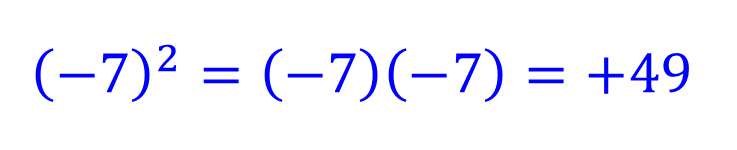 (−7)² = (−7)(−7) = +49